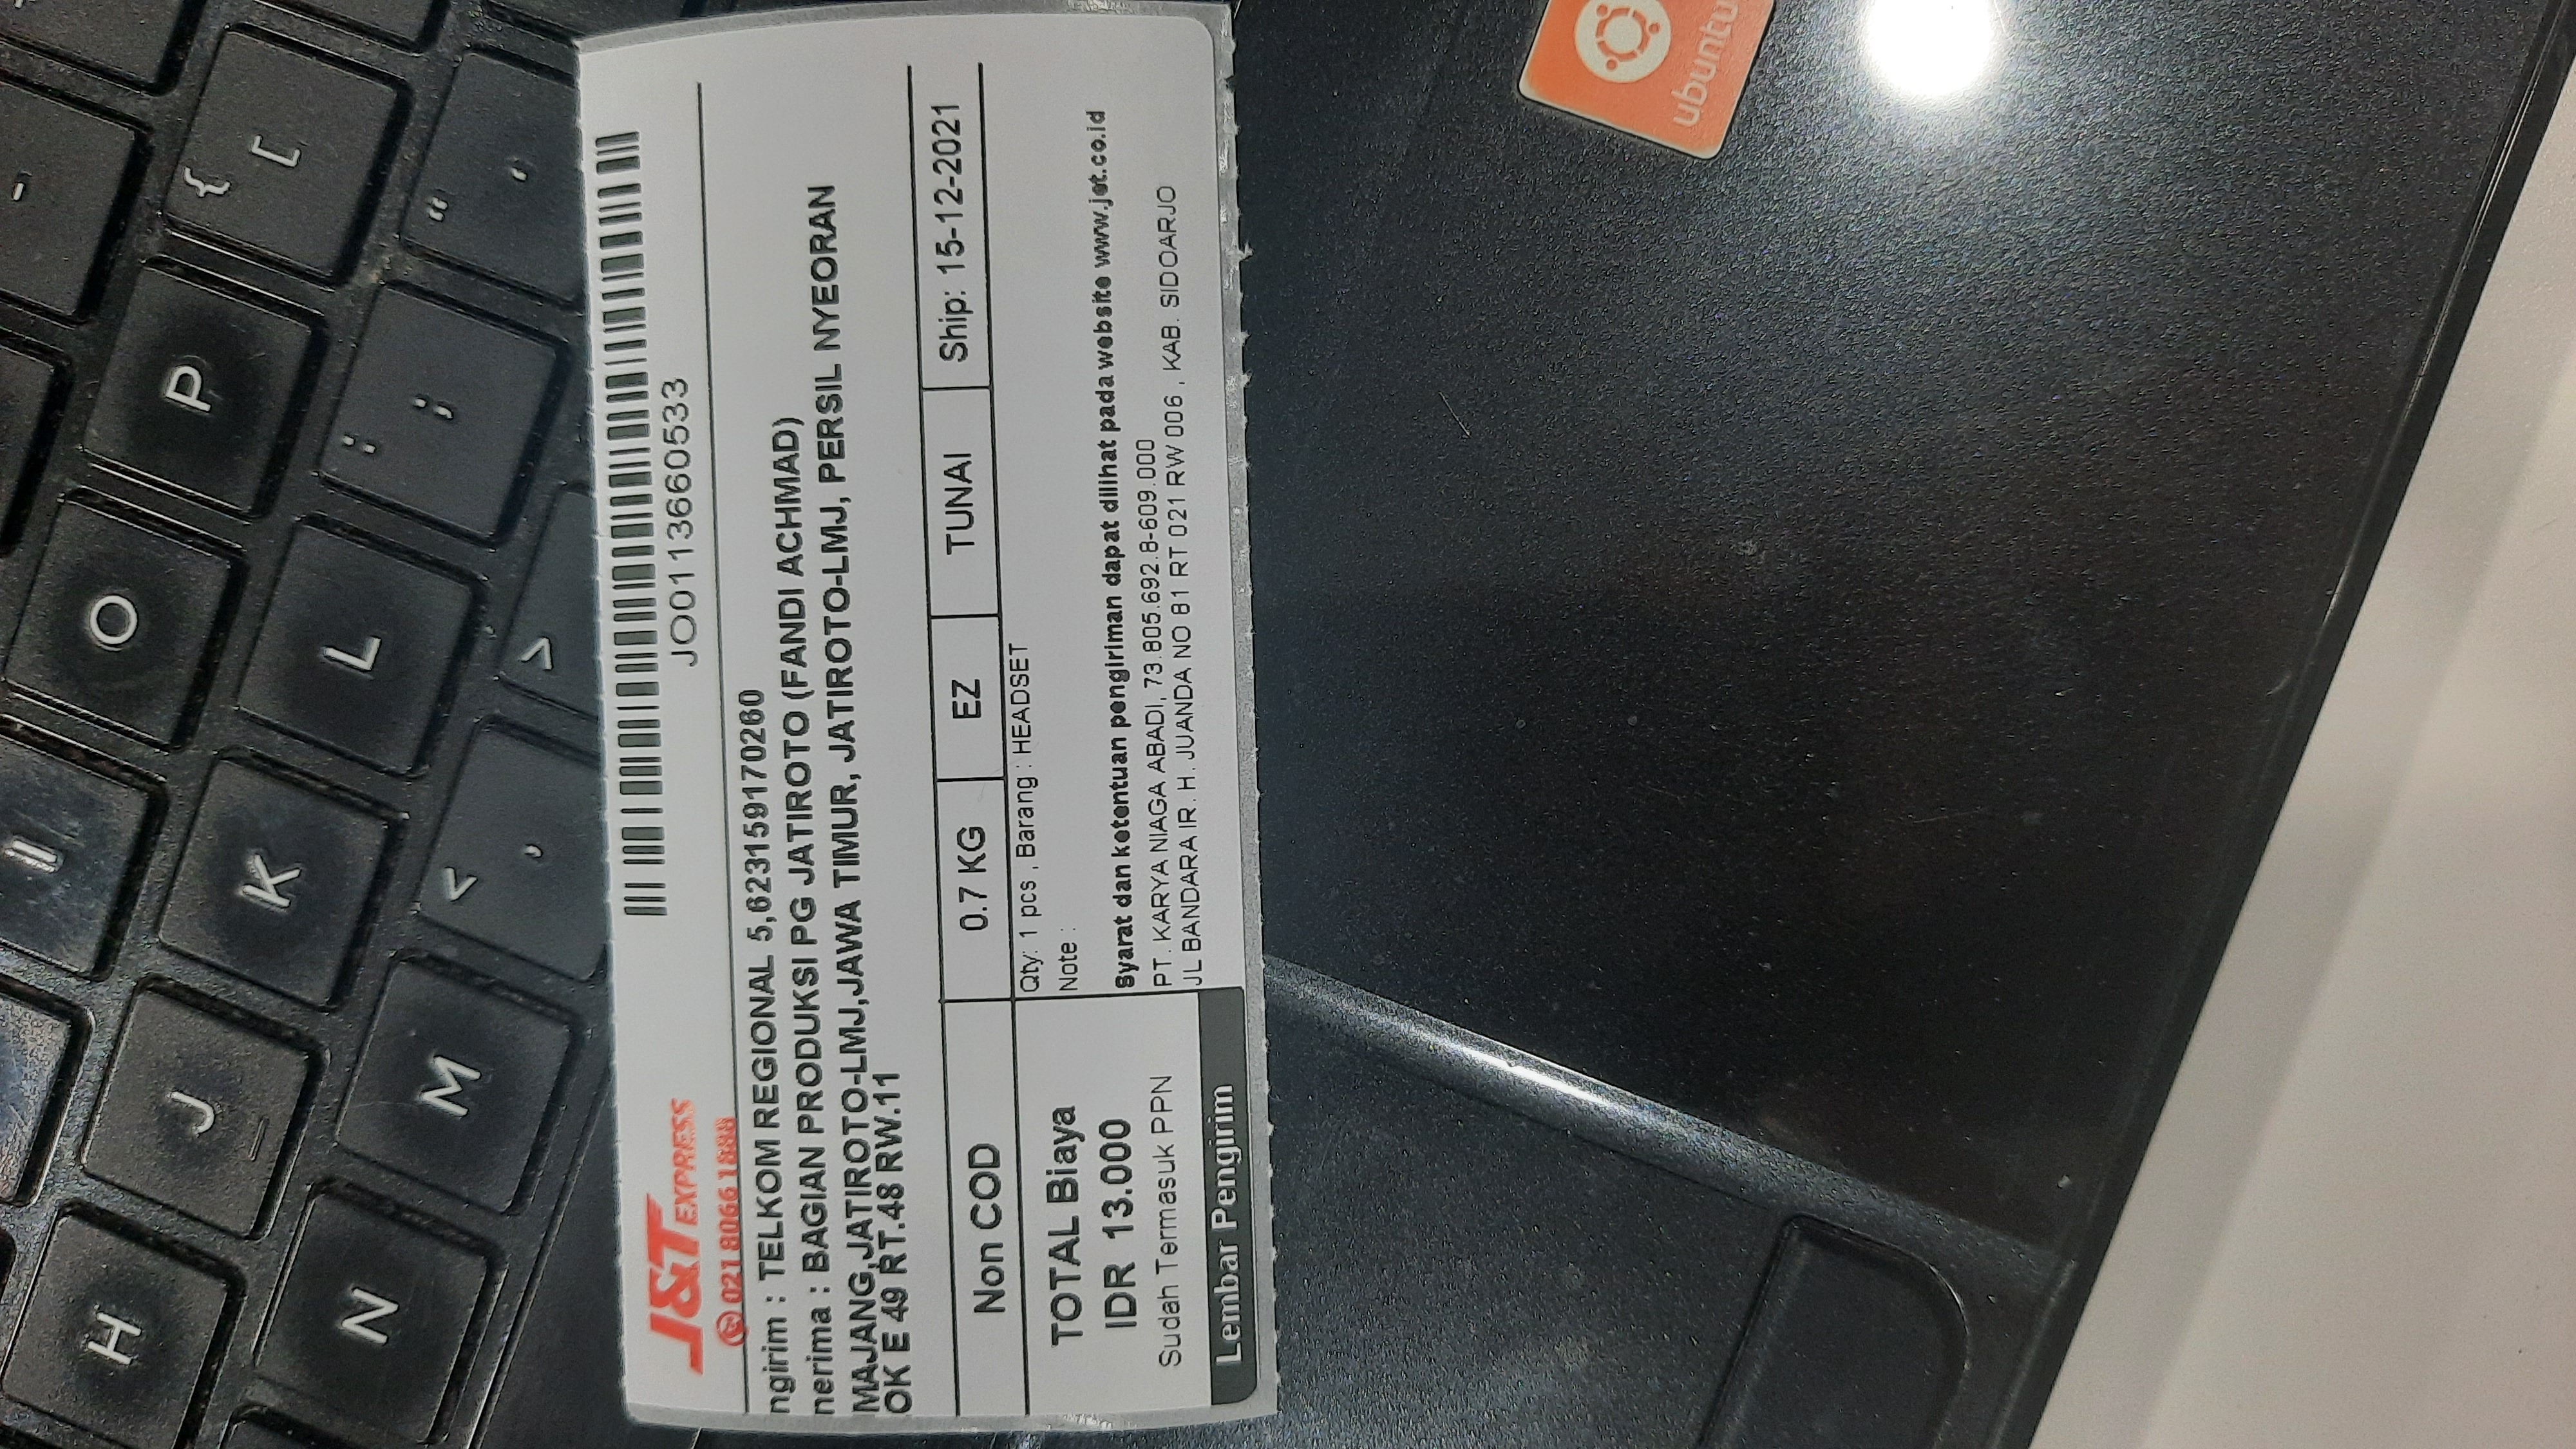 I
-
H
O
J
P
{
[
K
N
L
:
;
M
<
,
"
'
>
J&T EXPRESS
021 8066 1888
JO0113660533
ngirim : TELKOM REGIONAL 5,623159170260
nerima : BAGIAN PRODUKSI PG JATIROTO (FANDI ACHMAD)
MAJANG,JATIROTO-LMJ,JAWA TIMUR, JATIROTO-LMJ, PERSIL NYEORAN
OK E 49 RT.48 RW.11
Non COD 0.7 KG EZ TUNAI Ship: 15-12-2021
TOTAL Biaya
IDR 13.000
Sudah Termasuk PPN
Lembar Pengirim
Qty: 1 pcs , Barang : HEADSET
Note :
Syarat dan ketentuan pengiriman dapat dilihat pada website www.jet.co.id
PT. KARYA NIAGA ABADI, 73.805.692.8-609.000
JL BANDARA IR. H. JUANDA NO 81 RT 021 RW 006 , KAB. SIDOARJO
ubuntu